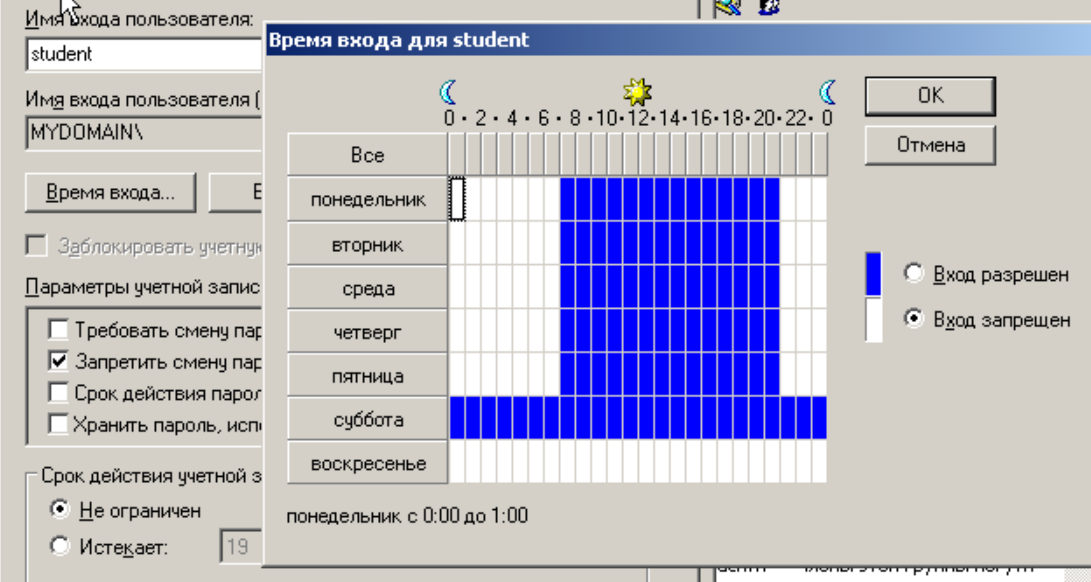 Имя входа пользователя:
student
Имя входа пользователя (
MYDOMAIN\
Время входа...
Заблокировать учетную
Параметры учетной запис
Требовать смену пар
Запретить смену пар
Срок действия парол
Хранить пароль, исп
Срок действия учетной з
Не ограничен
Истекает:
19
Время входа для student
0 · 2 · 4 · 6 · 8 · 10 · 12 · 14 · 16 · 18 · 20 · 22 · 0
Все
понедельник
вторник
среда
четверг
пятница
суббота
воскресенье
понедельник с 0:00 до 1:00
OK
Отмена
Вход разрешен
Вход запрещен